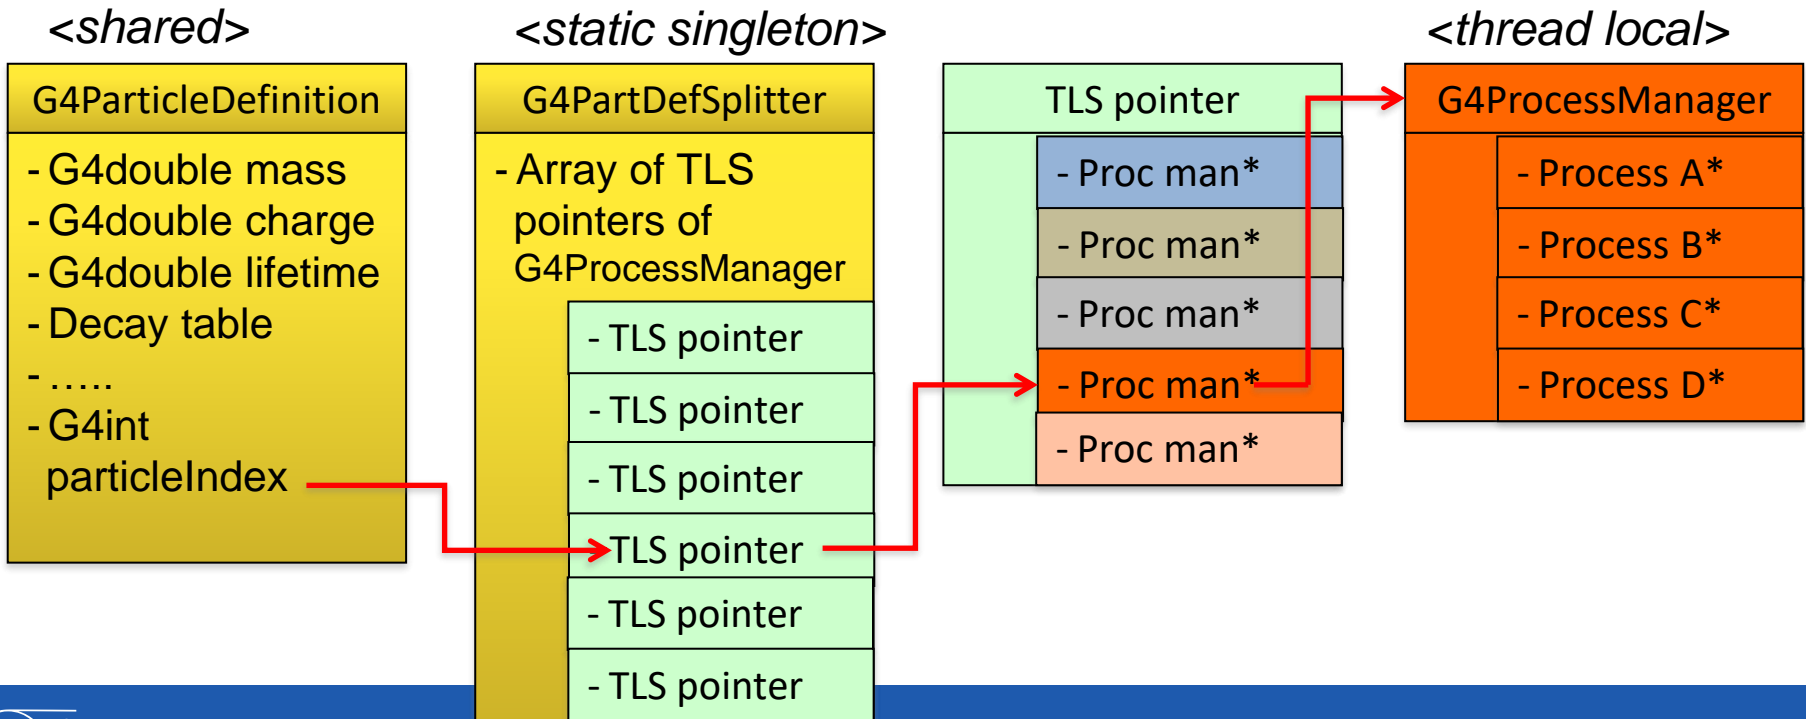 <shared>
G4ParticleDefinition
- G4double mass
- G4double charge
- G4double lifetime
- Decay table
- …..
- G4int
particleIndex
<static singleton>
G4PartDefSplitter
- Array of TLS
pointers of
G4ProcessManager
- TLS pointer
- TLS pointer
- TLS pointer
TLS pointer
- TLS pointer
- TLS pointer
TLS pointer
- Proc man*
- Proc man*
- Proc man*
- Proc man*
- Proc man*
<thread local>
G4ProcessManager
- Process A*
- Process B*
- Process C*
- Process D*